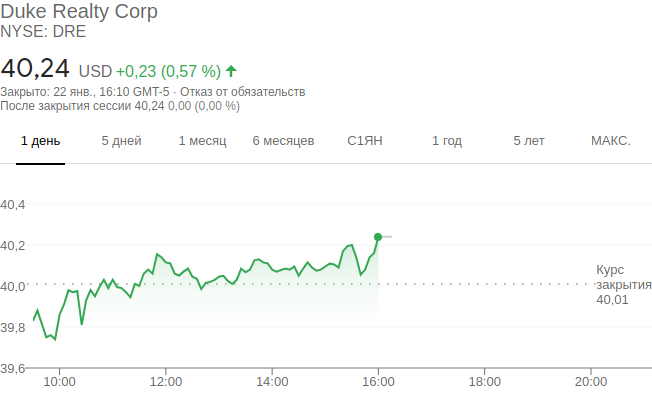 Duke Realty Corp
NYSE: DRE
40,24 USD +0,23 (0,57 %)
Закрыто: 22 янв., 16:10 GMT-5 · Отказ от обязательств
После закрытия сессии 40,24 0,00 (0,00 %)
1 день 5 дней 1 месяц 6 месяцев С1ЯН 1 год 5 лет МАКС.
40,4
40,2
40,0
39,8
39,6
Курс
закрытия
40,01
10:00 12:00 14:00 16:00 18:00 20:00